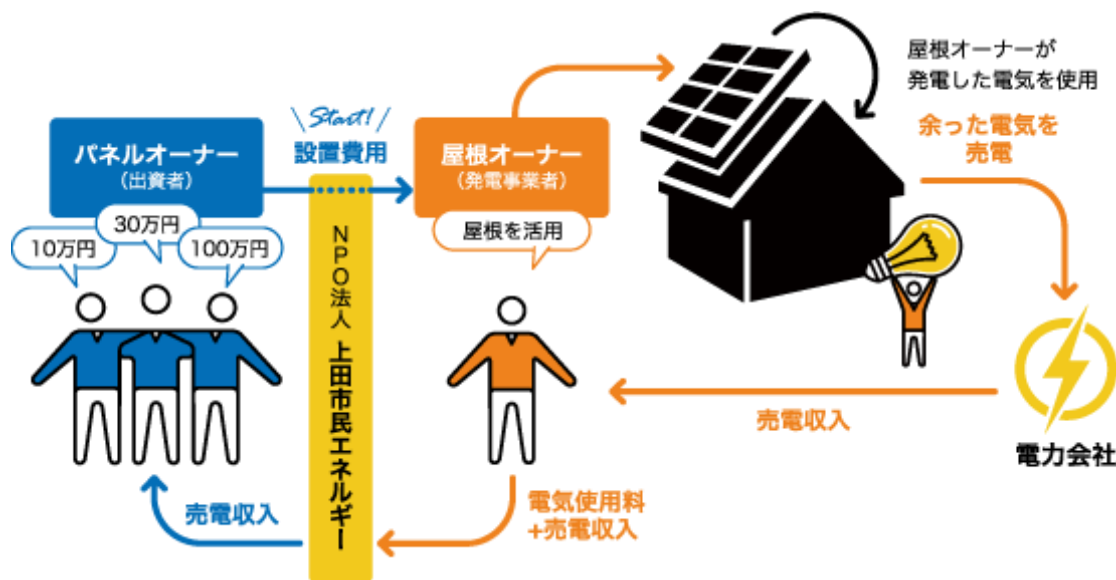 パネルオーナー
（出資者）
10万円
30万円
100万円
Start!
設置費用
NPO法人 上田市民エネルギー
屋根オーナー
（発電事業者）
屋根を活用
屋根オーナーが
発電した電気を使用
余った電気を
売電
電力会社
売電収入
電気使用料
+売電収入
売電収入